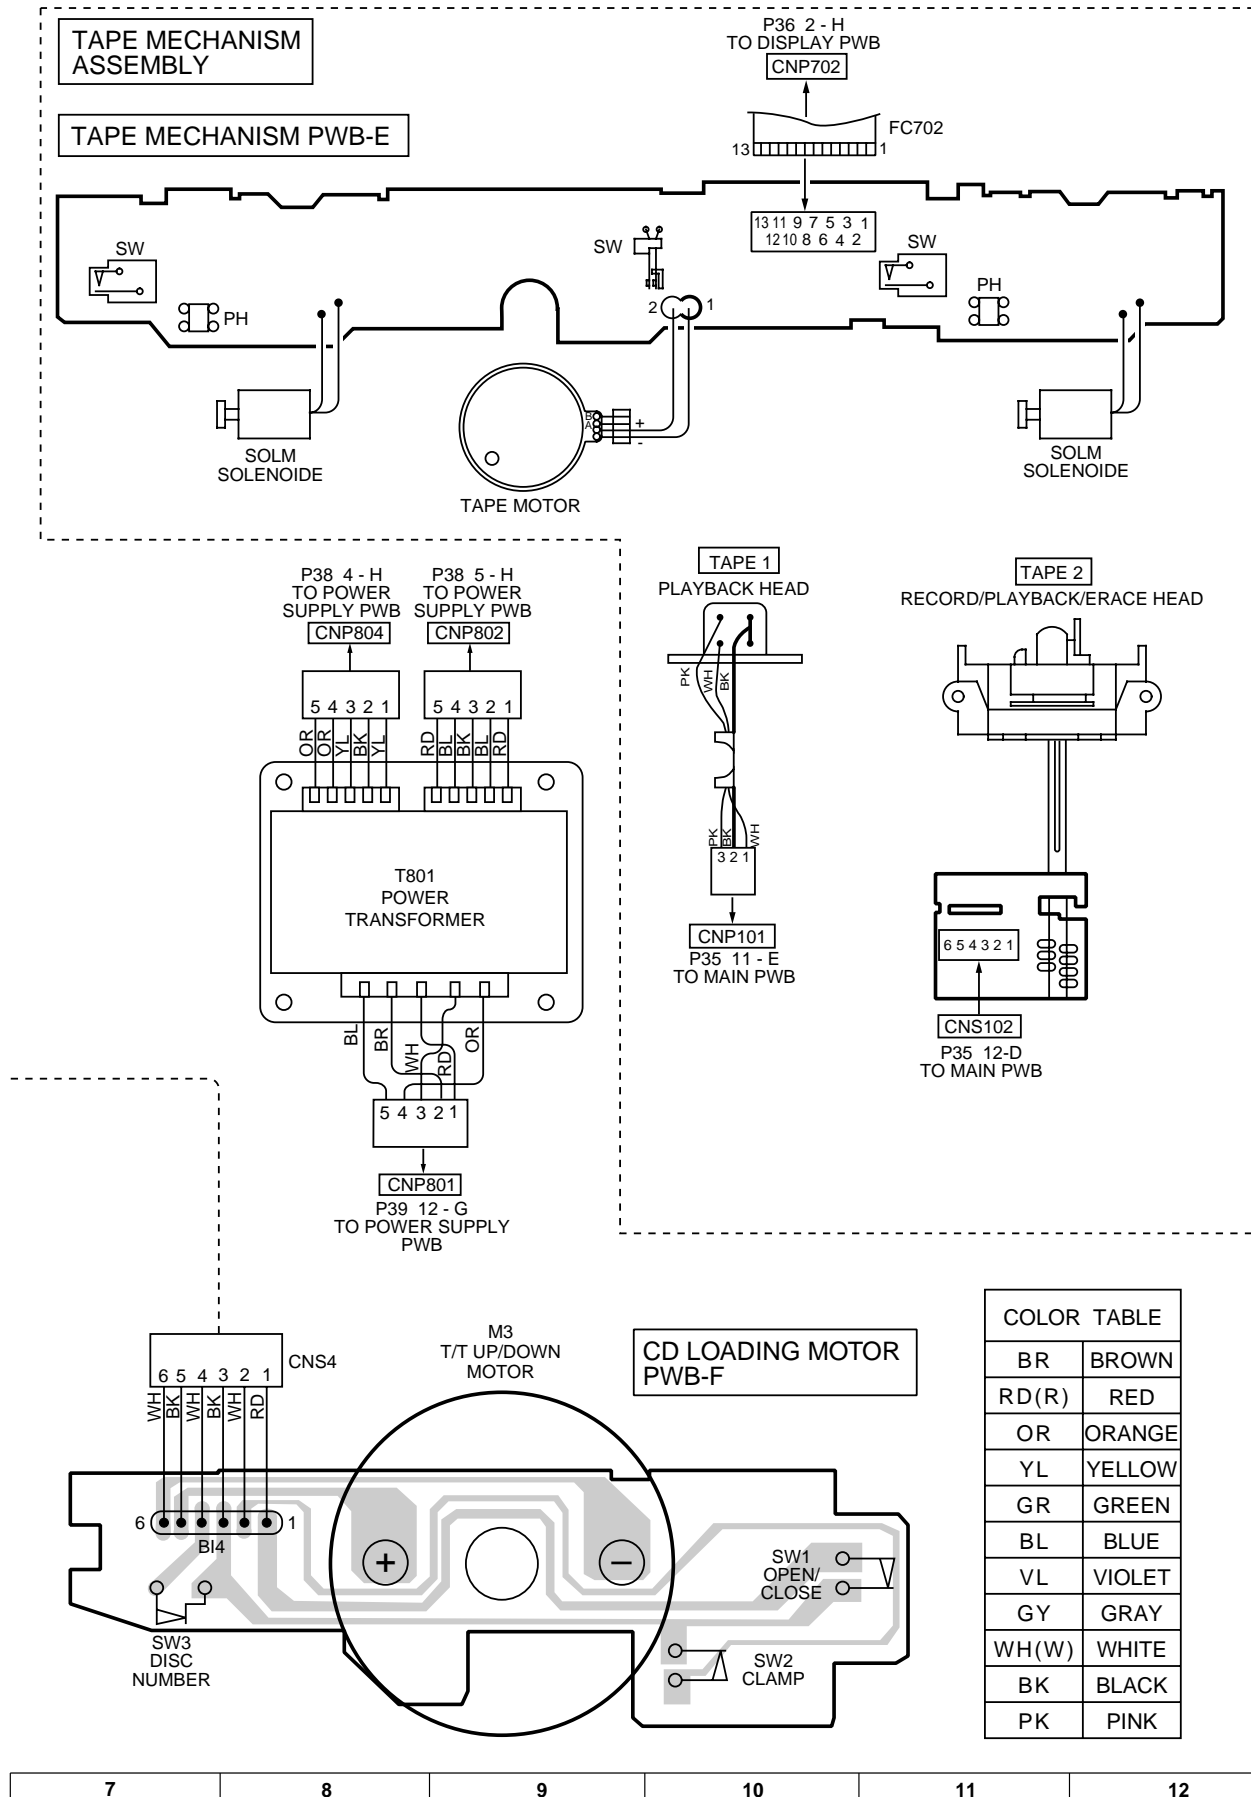 TAPE MECHANISM
ASSEMBLY
P36 2 - H
TO DISPLAY PWB
CNP702
TAPE MECHANISM PWB-E
FC702
13
1
13 11 9 7 5 3 1
12 10 8 6 4 2
SW
SW
SW
PH
PH
2
1
B
A
+
-
SOLM
SOLENOIDE
TAPE MOTOR
SOLM
SOLENOIDE
P38 4 - H
TO POWER
SUPPLY PWB
CNP804
P38 5 - H
TO POWER
SUPPLY PWB
CNP802
5 4 3 2 1
5 4 3 2 1
OR
OR
YL
BK
YL
RD
BL
BK
BL
RD
T801
POWER
TRANSFORMER
BL
BR
WH
RD
OR
5 4 3 2 1
CNP801
P39 12 - G
TO POWER SUPPLY
PWB
TAPE 1
PLAYBACK HEAD
PK
WH
BK
PK
BK
WH
3 2 1
CNP101
P35 11 - E
TO MAIN PWB
TAPE 2
RECORD/PLAYBACK/ERACE HEAD
6 5 4 3 2 1
CNS102
P35 12-D
TO MAIN PWB
CNS4
6 5 4 3 2 1
WH
BK
WH
BK
WH
RD
6
1
BI4
M3
T/T UP/DOWN
MOTOR
CD LOADING MOTOR
PWB-F
+
−
SW1
OPEN/
CLOSE
SW2
CLAMP
SW3
DISC
NUMBER
COLOR TABLE
BR BROWN
RD(R) RED
OR ORANGE
YL YELLOW
GR GREEN
BL BLUE
VL VIOLET
GY GRAY
WH(W) WHITE
BK BLACK
PK PINK
7 8 9 10 11 12